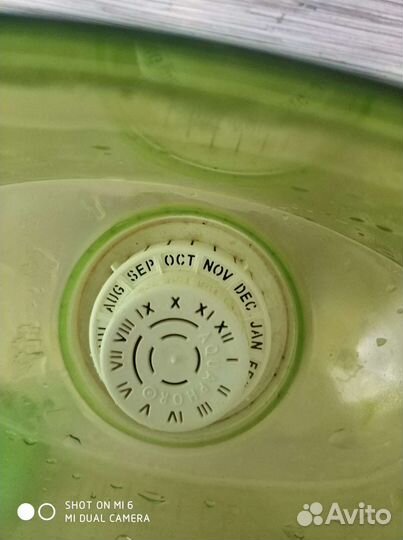 AUG SEP OCT NOV DEC JAN
I II III IV V VI VII VIII IX X XI XII
AQUAPHOR
SHOT ON MI 6
MI DUAL CAMERA
Avito